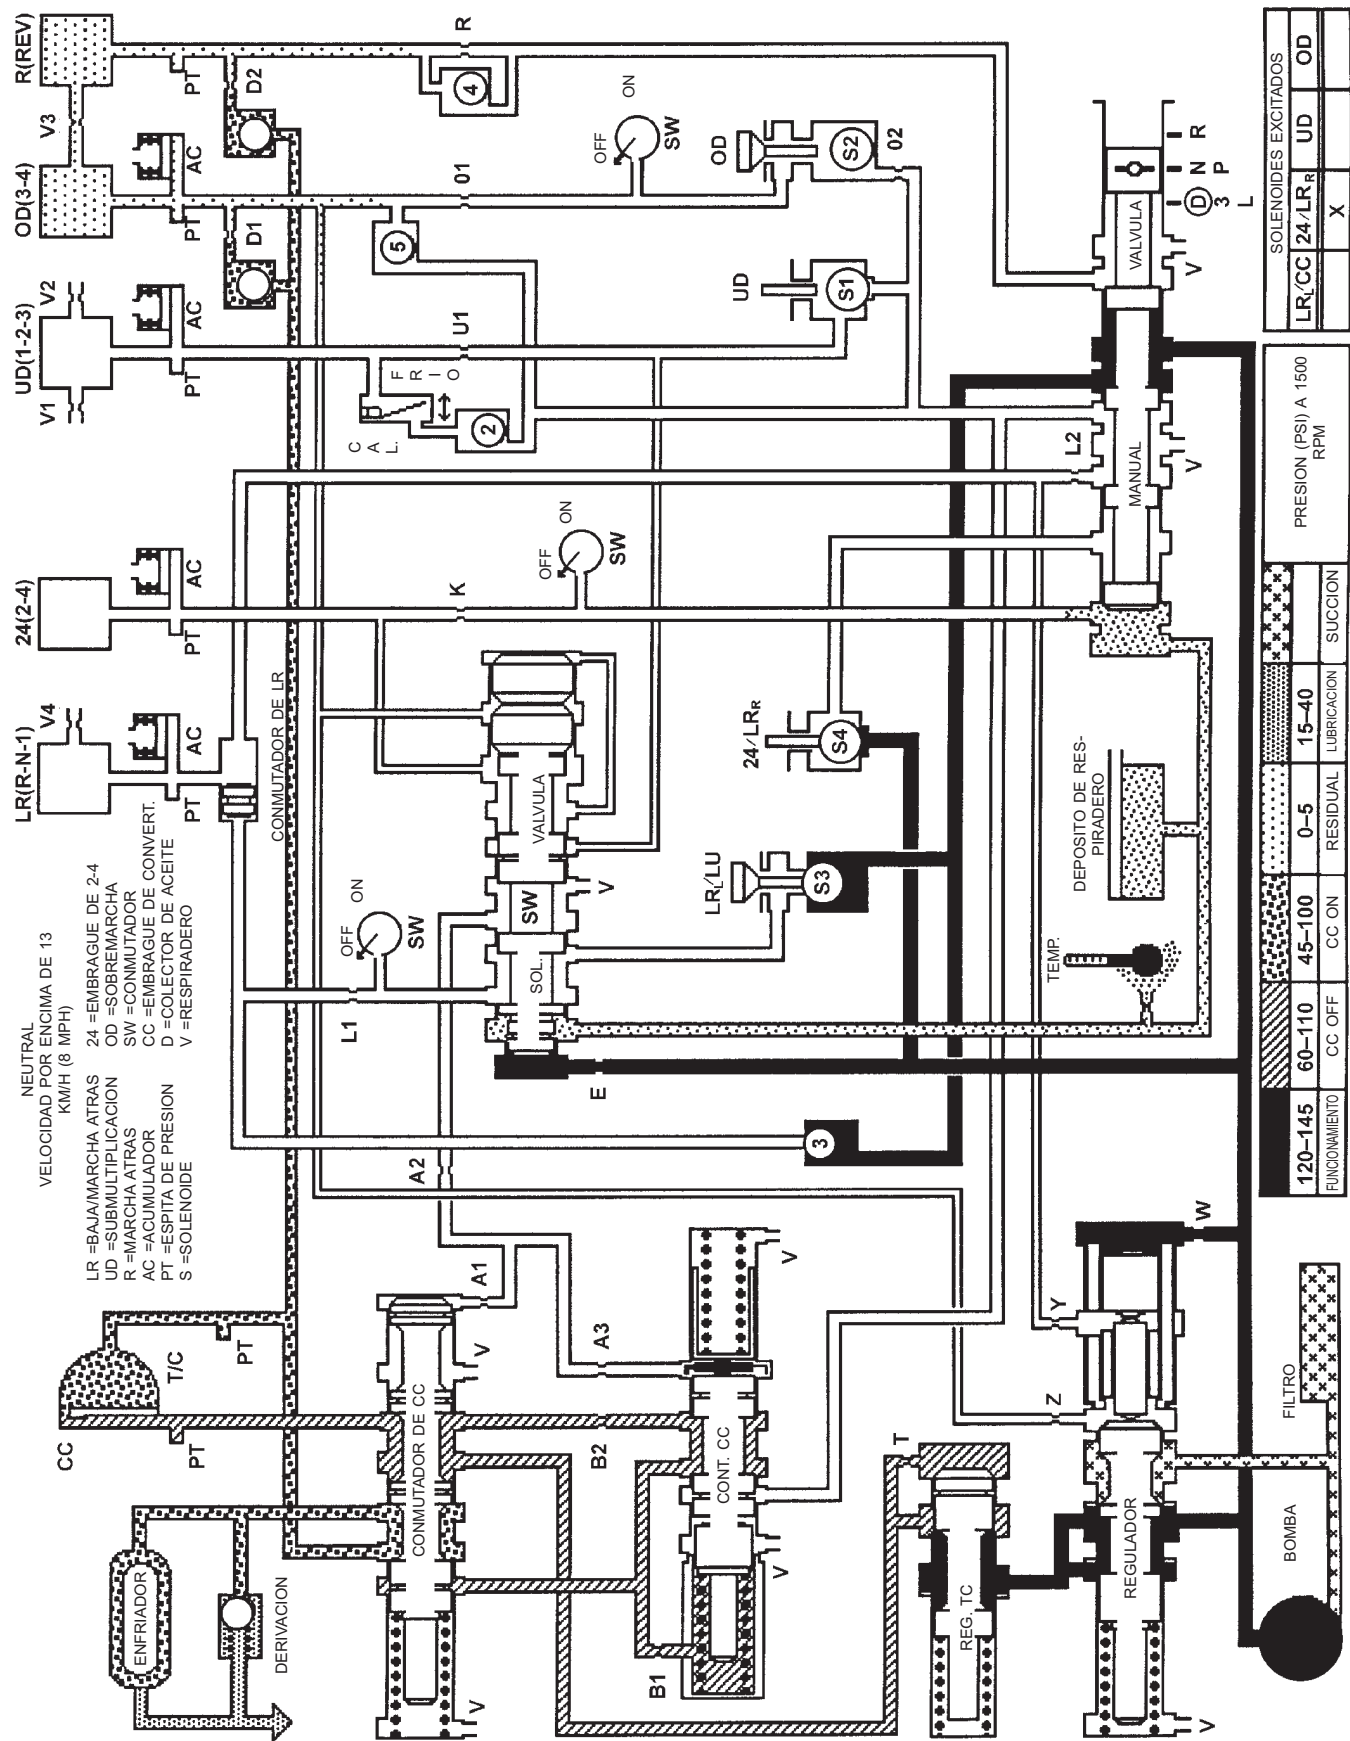 NEUTRAL
VELOCIDAD POR ENCIMA DE 13
KM/H (8 MPH)
LR =BAJA/MARCHA ATRAS
UD =SUBMULTIPLICACION
R =MARCHA ATRAS
AC =ACUMULADOR
PT =ESPITA DE PRESION
S =SOLENOIDE
24 =EMBRAGUE DE 2-4
OD =SOBREMARCHA
SW =CONMUTADOR
CC =EMBRAGUE DE CONVERT.
D =COLECTOR DE ACEITE
V =RESPIRADERO
LR(R-N-1)
V4
PT
AC
CONMUTADOR DE LR
24(2-4)
PT
AC
UD(1-2-3)
V1
V2
PT
AC
OD(3-4)
V3
PT
AC
D1
R(REV)
PT
D2
R
4
01
5
U1
F
R
I
O
C
A
L.
2
OFF
ON
SW
OD
S2
02
UD
S1
K
OFF
ON
SW
L1
OFF
ON
SW
SOL.
SW
VALVULA
V
E
LR L/LU
S3
24/LR R
S4
3
A2
A1
A3
CC
T/C
PT
PT
ENFRIADOR
DERIVACION
CONMUTADOR DE CC
V
V
B2
B1
CONT. CC
V
V
T
REG. TC
Z
Y
W
REGULADOR
V
BOMBA
FILTRO
TEMP.
DEPOSITO DE RES-
PIRADERO
MANUAL
VALVULA
L2
V
V
D
N
R
3
P
L
SOLENOIDES EXCITADOS
LR L/CC
24/LR R
UD
OD
X
PRESION (PSI) A 1500
RPM
120–145
60–110
45–100
0–5
15–40
FUNCIONAMIENTO
CC OFF
CC ON
RESIDUAL
LUBRICACION
SUCCION